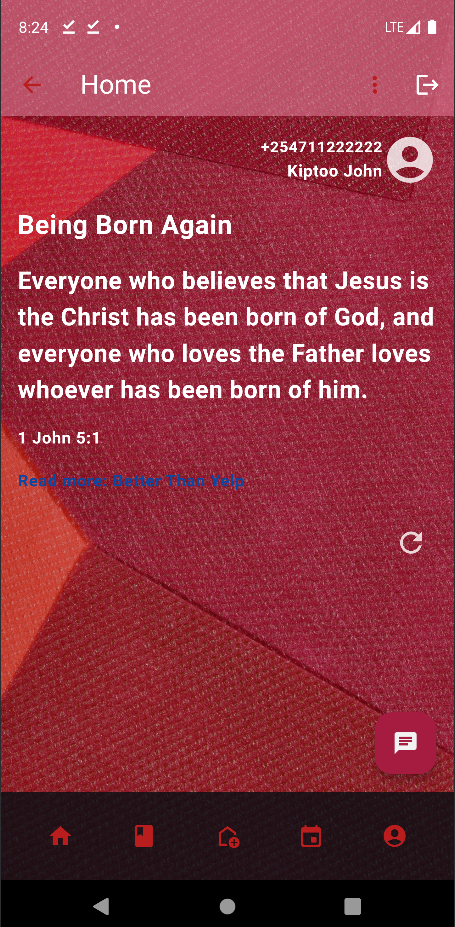 8:24
LTE
Home
+254711222222
Kiptoo John
Being Born Again
Everyone who believes that Jesus is
the Christ has been born of God, and
everyone who loves the Father loves
whoever has been born of him.
1 John 5:1
Read more: Better Than Yelp